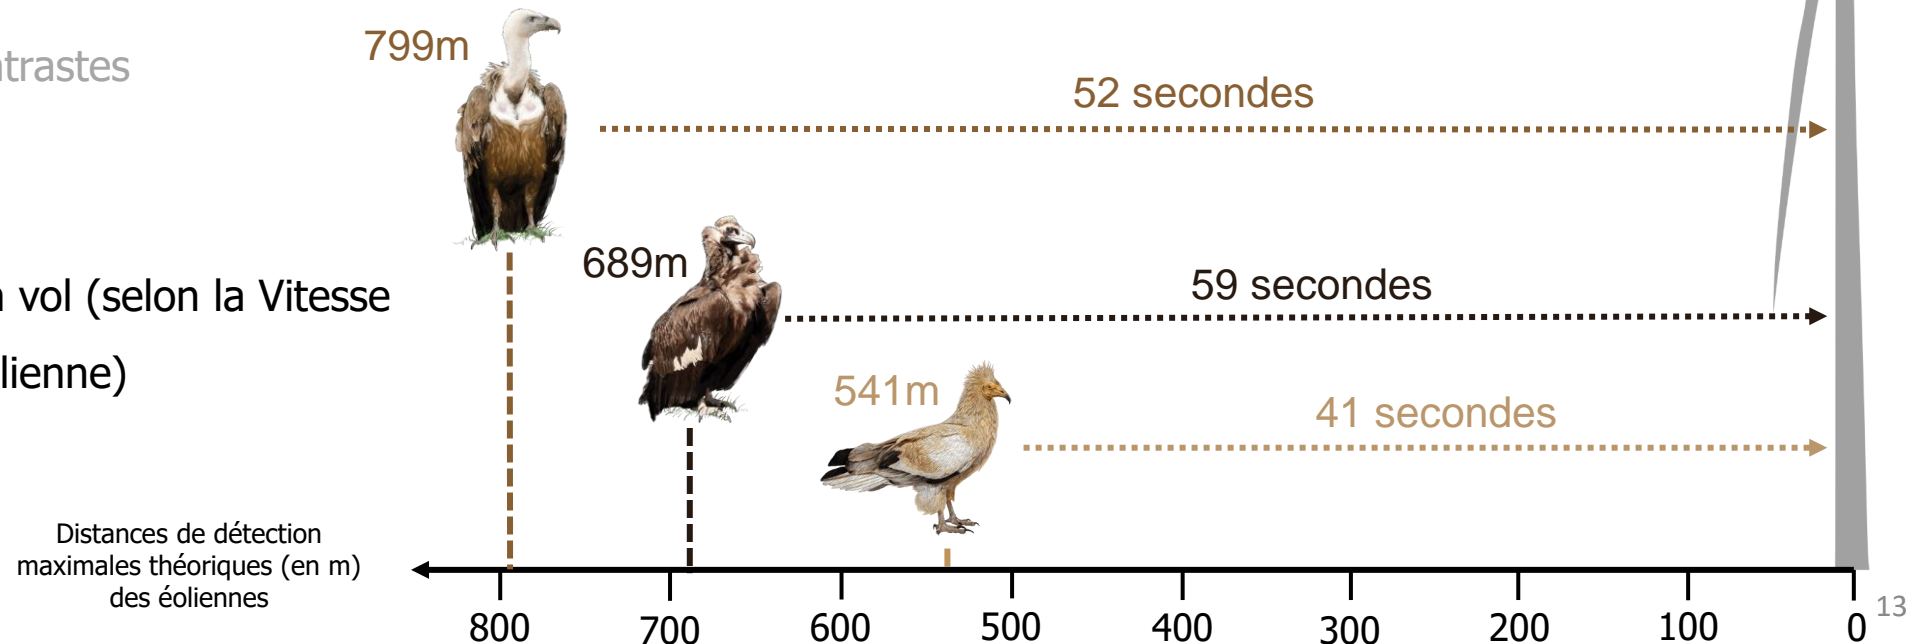 799m
ntrastes
52 secondes
689m
59 secondes
vol (selon la Vitesse
lienne)
541m
41 secondes
Distances de détection
maximales théoriques (en m)
des éoliennes
800 700 600 500 400 300 200 100 0
13